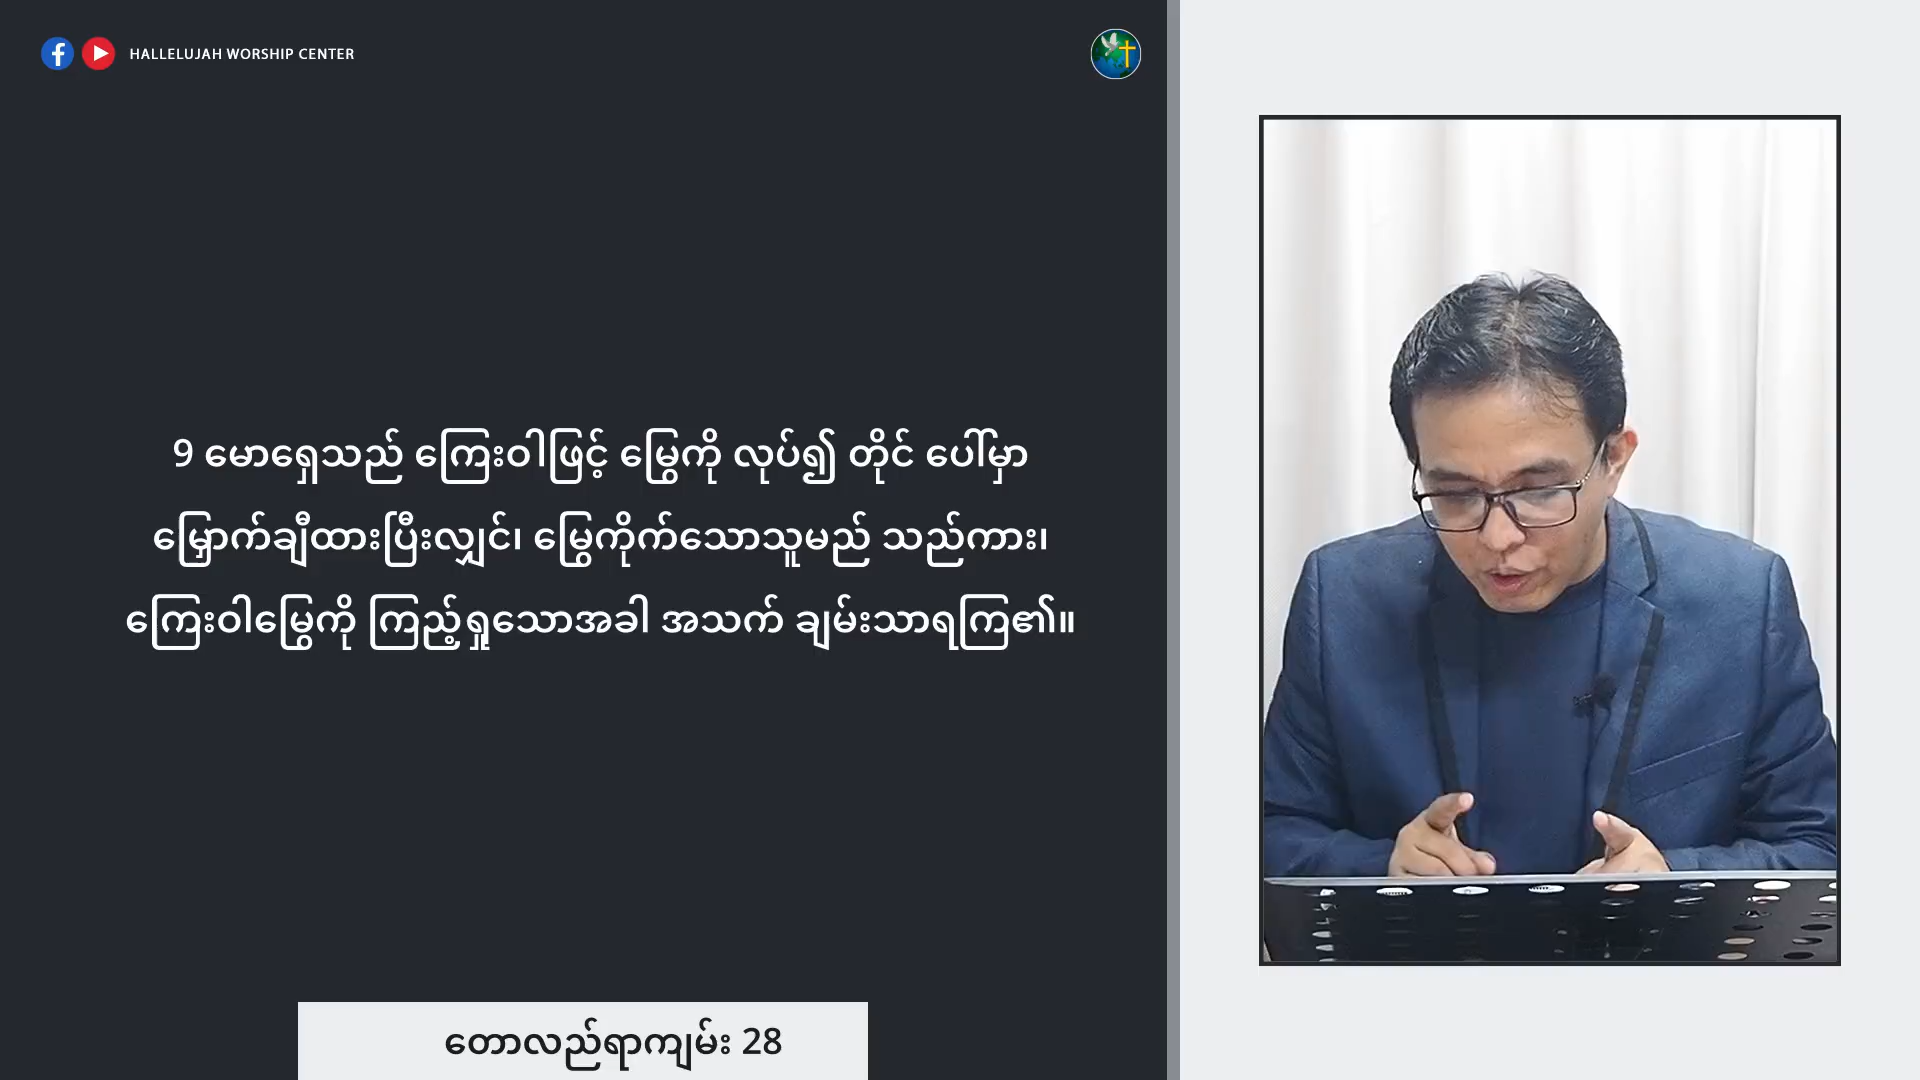 HALLELUJAH WORSHIP CENTER
9 မောရှေသည် ကြေးဝါဖြင့် မြွေကို လုပ်၍ တိုင် ပေါ်မှာ
မြှောက်ချီထားပြီးလျှင်၊ မြွေကိုက်သောသူမည် သည်ကား၊
ကြေးဝါမြွေကို ကြည့်ရှုသောအခါ အသက် ချမ်းသာရကြ၏။
တောလည်ရာကျမ်း 28